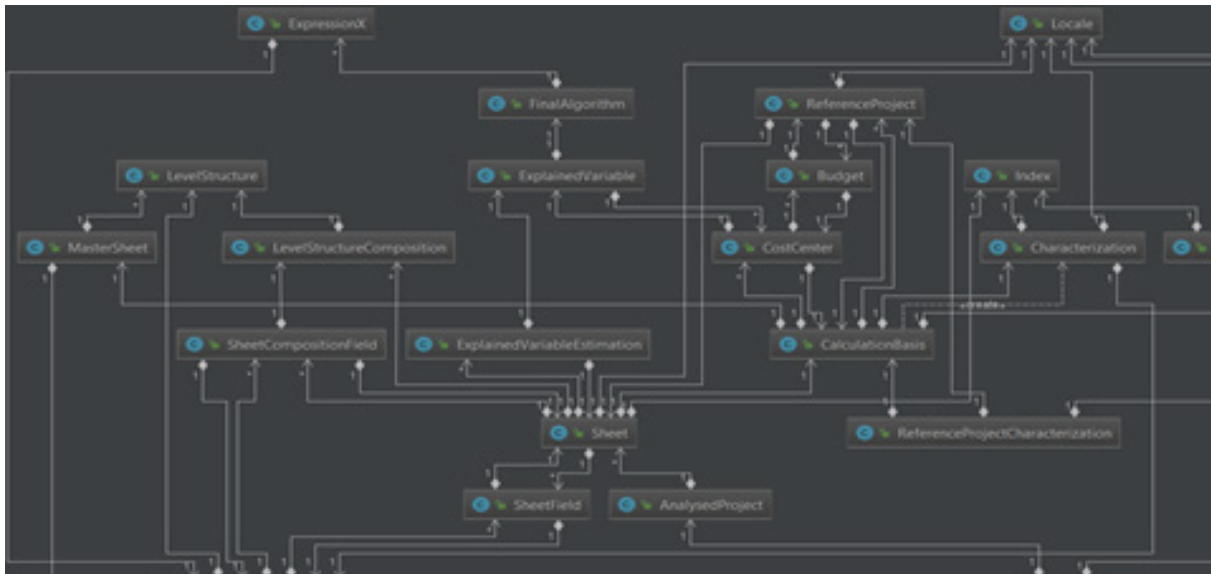 ExpressionX
Locale
FinalAlgorithm
ReferenceProject
LevelStructure
ExplainedVariable
Budget
Index
MasterSheet
LevelStructureComposition
CostCenter
Characterization
«create»
SheetCompositionField
ExplainedVariableEstimation
CalculationBasis
Sheet
ReferenceProjectCharacterization
SheetField
AnalysedProject